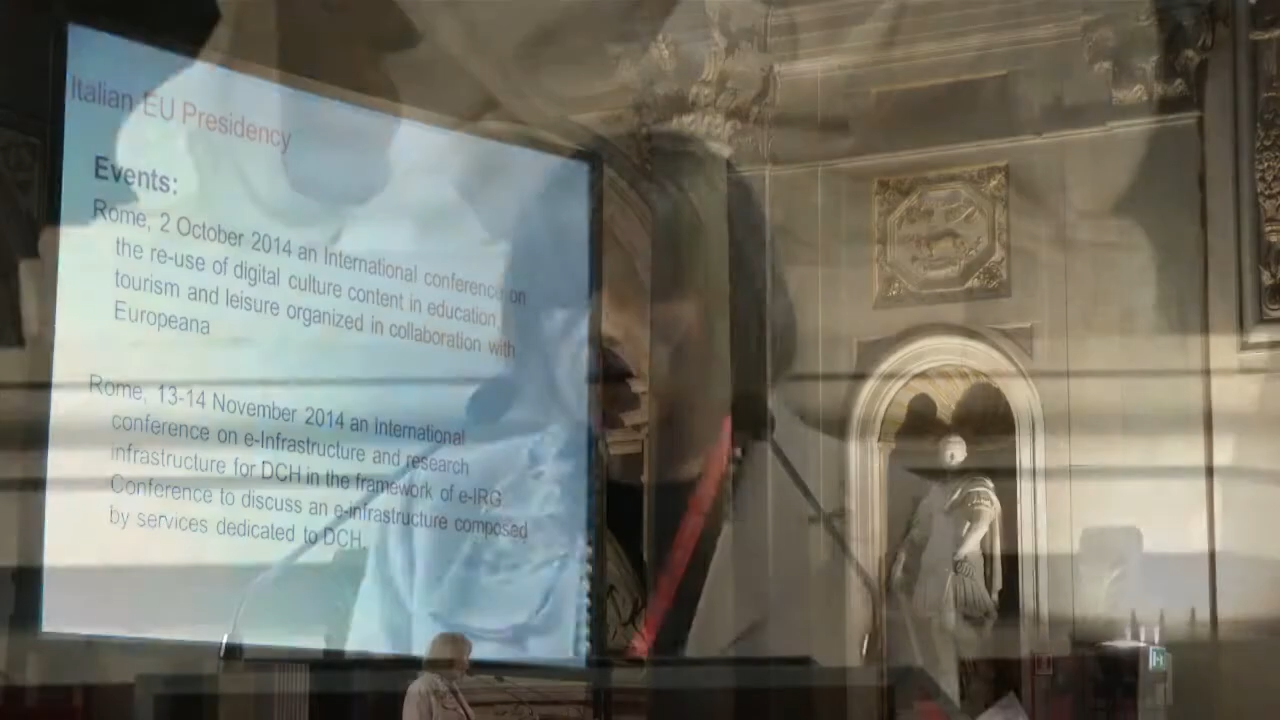 Italian EU Presidency
Events:
Rome, 2 October 2014 an International conference on
the re-use of digital culture content in education,
tourism and leisure organized in collaboration with
Europeana
Rome, 13-14 November 2014 an International
conference on e-Infrastructure and research
infrastructure for DCH in the framework of e-IRG
Conference to discuss an e-infrastructure composed
by services dedicated to DCH.